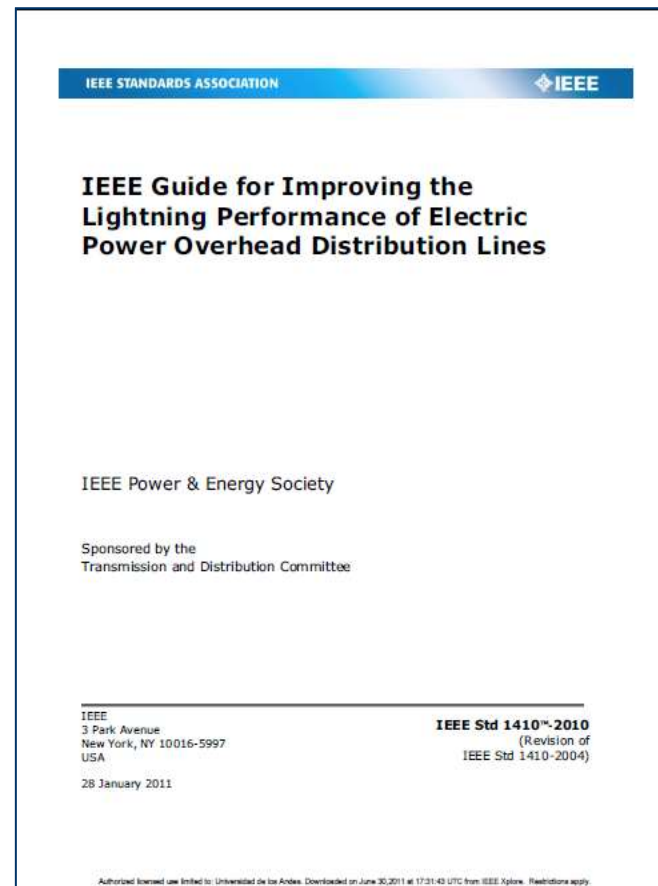 IEEE STANDARDS ASSOCIATION
IEEE
IEEE Guide for Improving the
Lightning Performance of Electric
Power Overhead Distribution Lines
IEEE Power & Energy Society
Sponsored by the
Transmission and Distribution Committee
IEEE
3 Park Avenue
New York, NY 10016-5997
USA
28 January 2011
IEEE Std 1410™-2010
(Revision of
IEEE Std 1410-2004)
Authorized licensed use limited to: Universidad de los Andes. Downloaded on June 30,2011 at 17:31:43 UTC from IEEE Xplore. Restrictions apply.